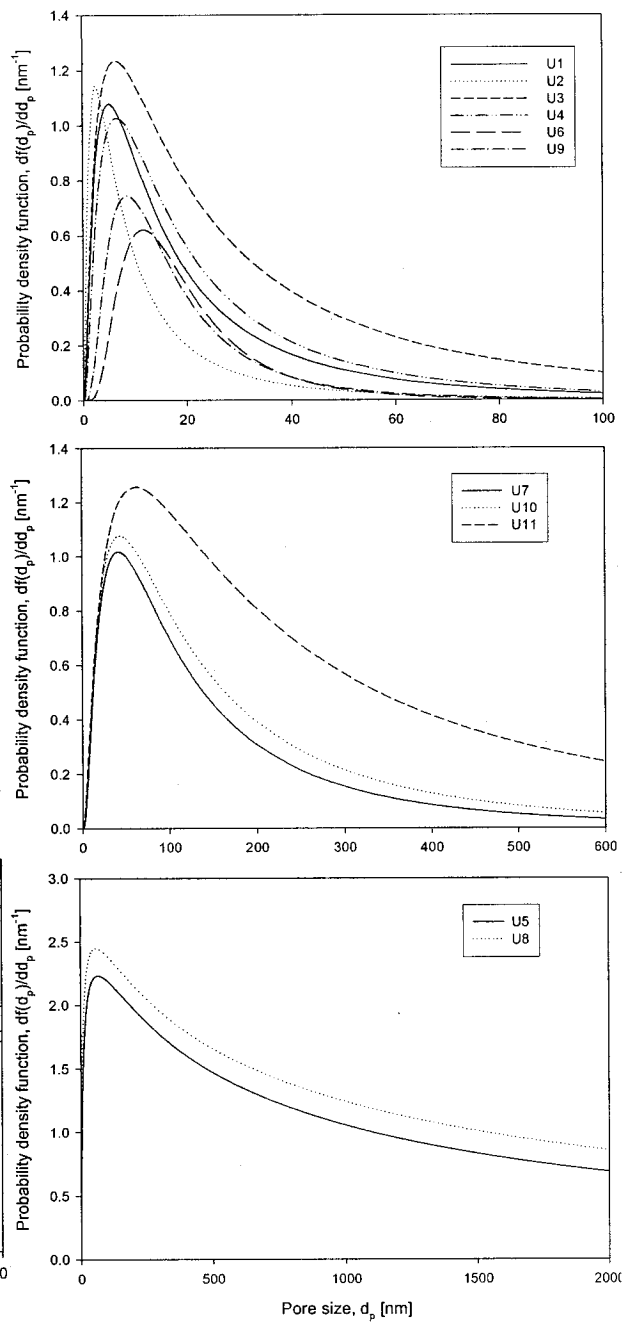 1.4
1.2
1.0
0.8
0.6
0.4
0.2
0.0
Probability density function, df(dp)/ddp [nm-1]
U1
U2
U3
U4
U6
U9
0 20 40 60 80 100
1.4
1.2
1.0
0.8
0.6
0.4
0.2
0.0
Probability density function, df(dp)/ddp [nm-1]
U7
U10
U11
0 100 200 300 400 500 600
3.0
2.5
2.0
1.5
1.0
0.5
0.0
Probability density function, df(dp)/ddp [nm-1]
U5
U8
0
0 500 1000 1500 2000
Pore size, dp [nm]